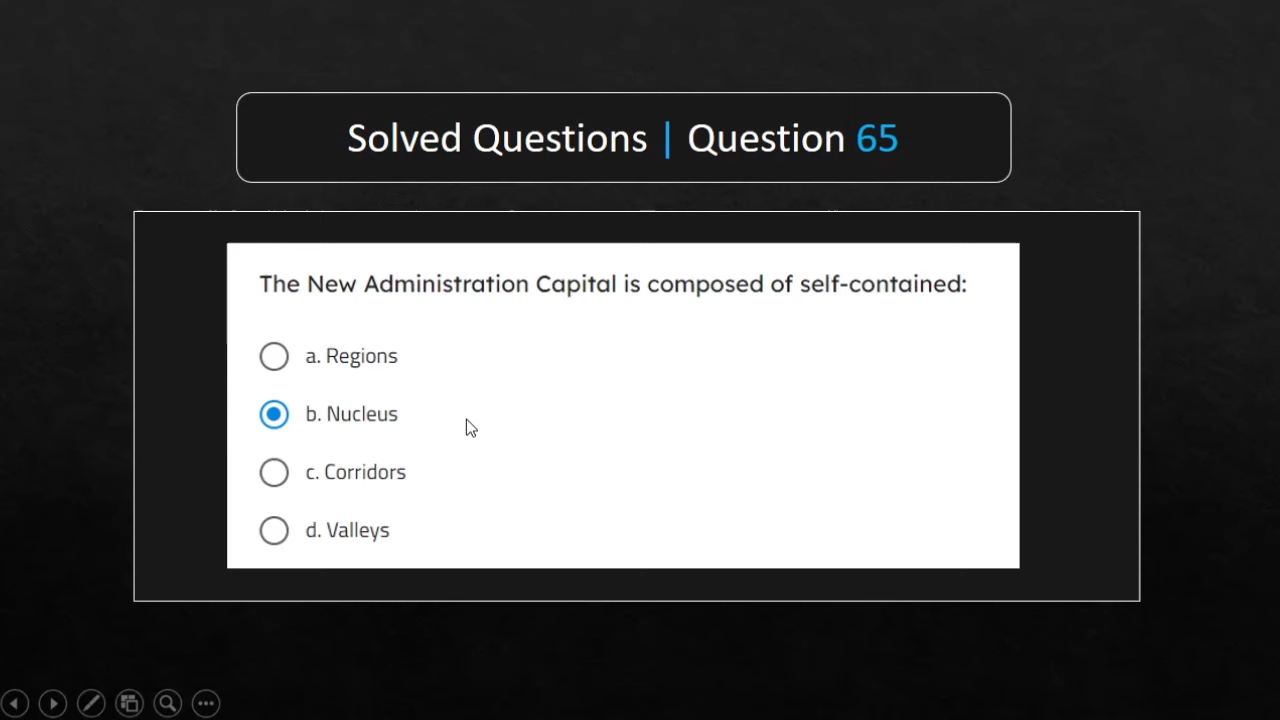 Solved Questions | Question 65
The New Administration Capital is composed of self-contained:
a. Regions
b. Nucleus
c. Corridors
d. Valleys